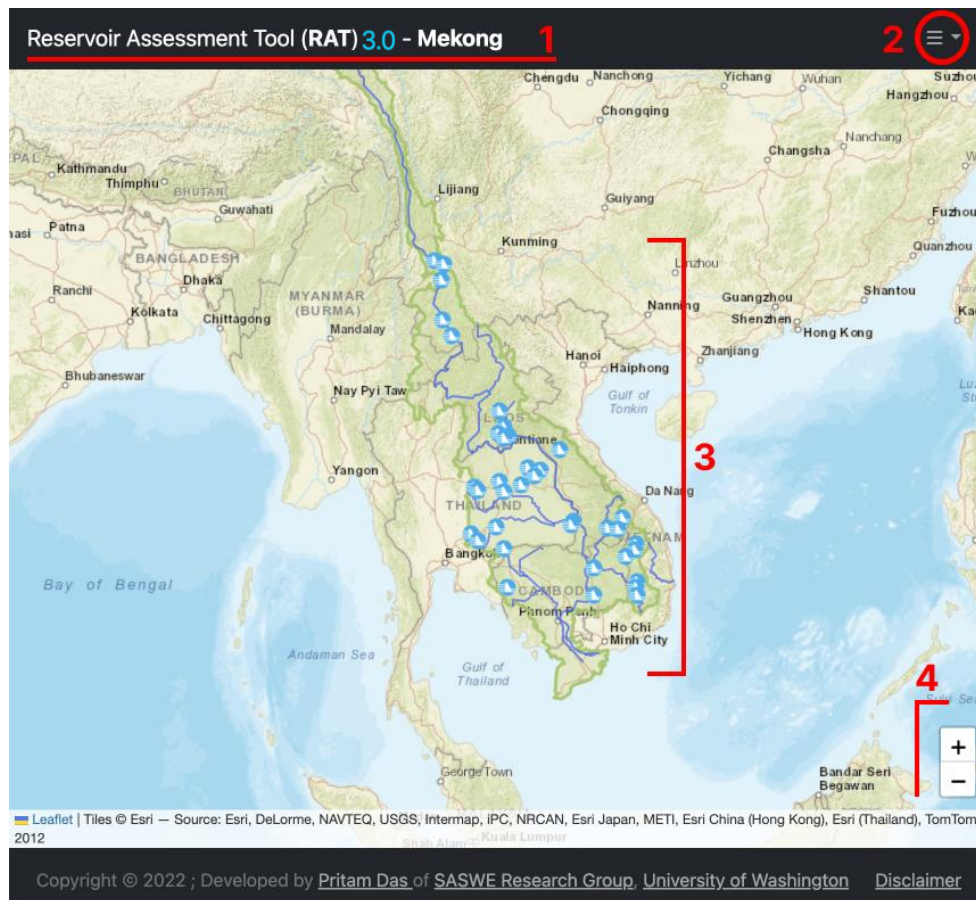 Reservoir Assessment Tool (RAT) 3.0 - Mekong 1
2
Chengdu Nanchong Yichang Wuhan
Hangzhou
Chongqing
Nanchang
Changsha
Kathmandu
Thimphu
BHUTAN
Lijiang
Guiyang
Guwahati
Fuzhou
Patna
Kunming
Quanzhou
BANGLADESH
Dhaka
Ranchi
MYANMAR
(BURMA)
Nanning
Guangzhou
Shantou
Kolkata
Chittagong
Shenzhen
Hong Kong
Mandalay
Hanoi
Haiphong
Zhanjiang
Bhubaneswar
Nay Pyi Taw
Gulf of
Tonkin
LAOS
3
Yangon
Da Nang
THAILAND
Bangkok
Bay of Bengal
CAMBOD
Phnom Penh
Ho Chi
Minh City
Andaman Sea
Gulf of
Thailand
4
+
George Town
Bandar Seri
Begawan
−
Leaflet | Tiles © Esri — Source: Esri, DeLorme, NAVTEQ, USGS, Intermap, iPC, NRCAN, Esri Japan, METI, Esri China (Hong Kong), Esri (Thailand), TomTom
2012
Kuala Lumpur
Copyright © 2022 ; Developed by Pritam Das of SASWE Research Group, University of Washington Disclaimer